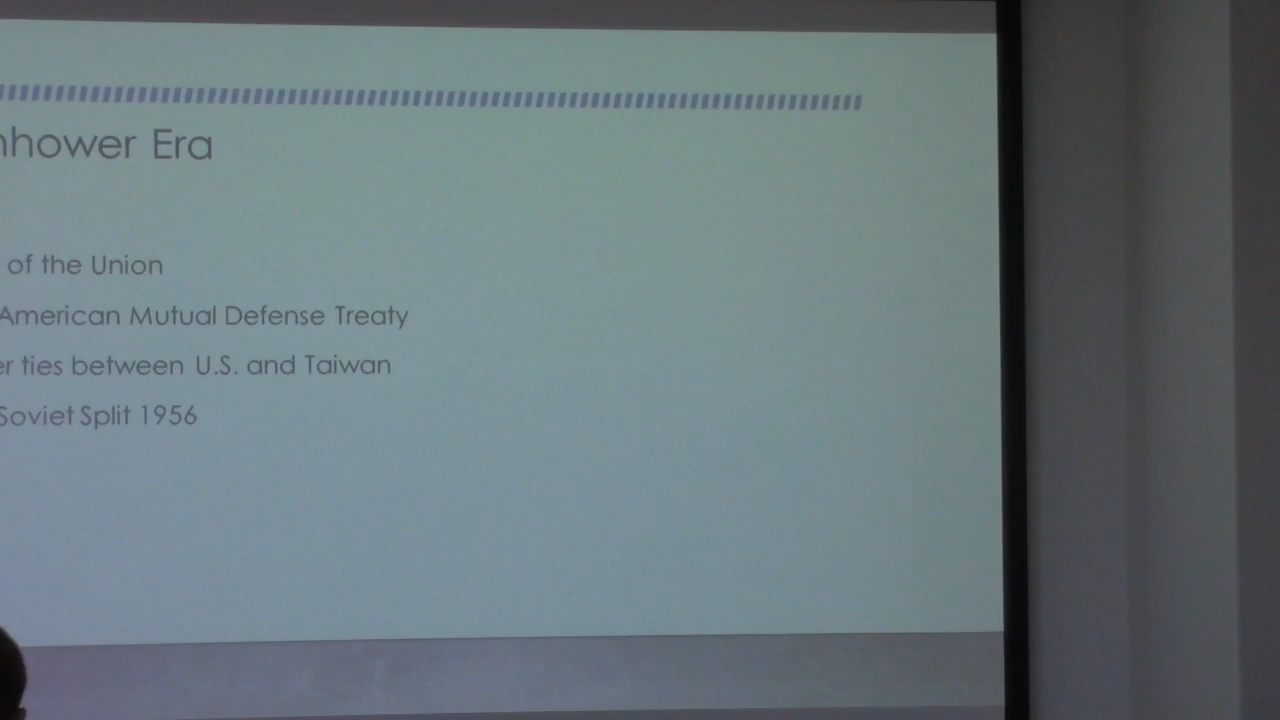 nhower Era
of the Union
American Mutual Defense Treaty
er ties between U.S. and Taiwan
Soviet Split 1956